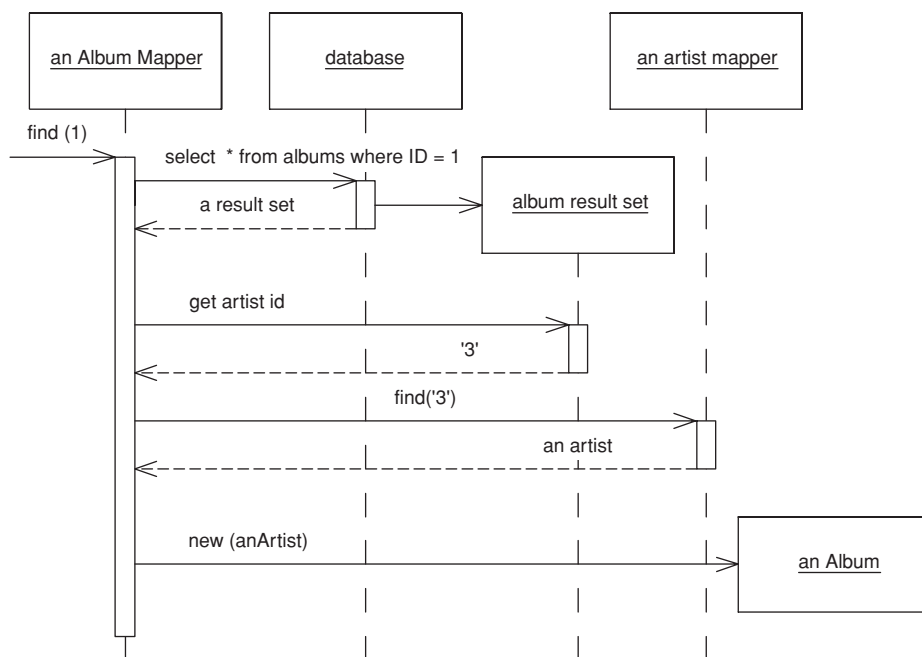 an Album Mapper
database
an artist mapper
find (1)
select * from albums where ID = 1
a result set
album result set
get artist id
'3'
find('3')
an artist
new (anArtist)
an Album